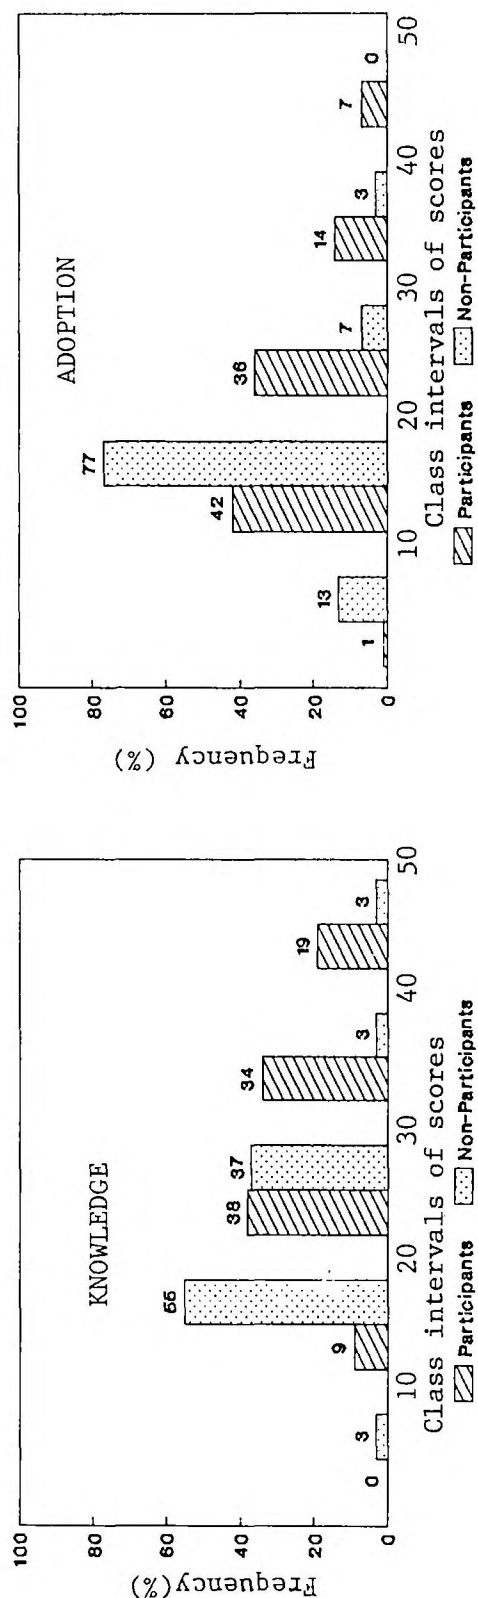 KNOWLEDGE
Frequency (%)
100
80
60
40
20
0
0 3
9 55
38 37
34 3
19 3
10 20 30 40 50
Class intervals of scores
Participants Non-Participants
ADOPTION
Frequency (%)
100
80
60
40
20
0
1 13
42 77
36 7
14 3
7 0
10 20 30 40 50
Class intervals of scores
Participants Non-Participants